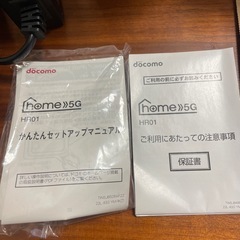 docomo
home 5G
HR01
かんたんセットアップマニュアル
docomo
ご利用の前に必ずお読みください
home 5G
HR01
ご利用にあたっての注意事項
保証書